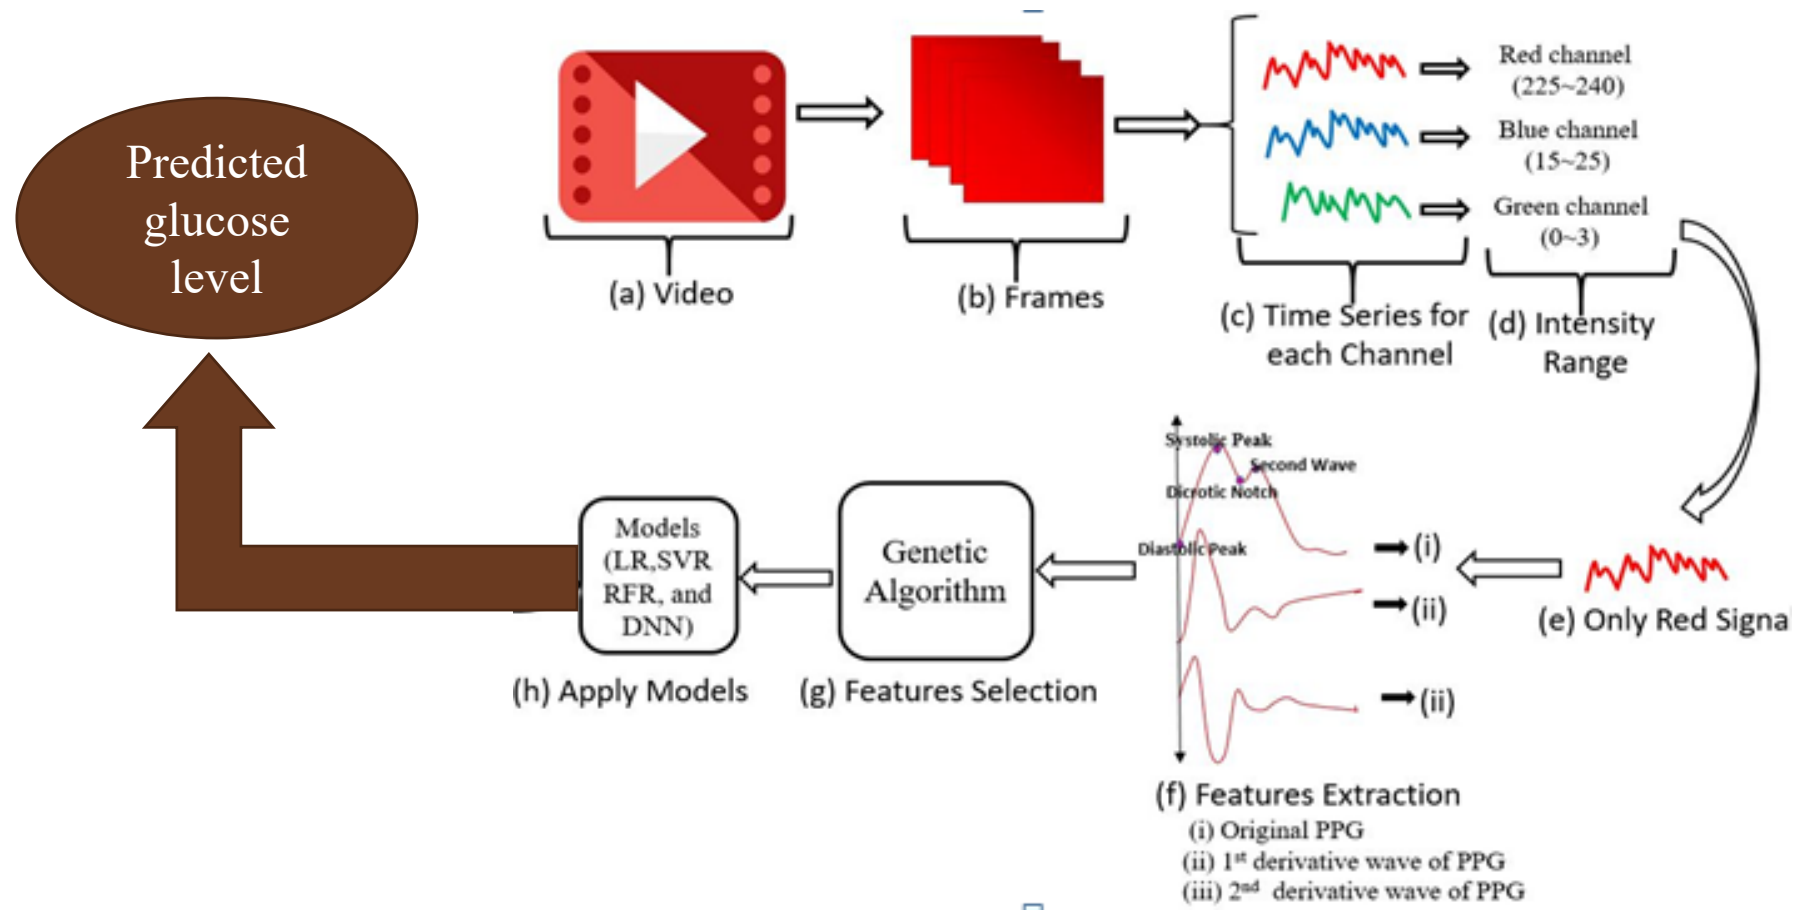 Predicted
glucose
level
(a) Video
(b) Frames
Red channel
(225~240)
Blue channel
(15~25)
Green channel
(0~3)
(c) Time Series for
each Channel
(d) Intensity
Range
(e) Only Red Signa
Systolic Peak
Second Wave
Dicrotic Notch
Diastolic Peak
(i)
(ii)
(ii)
(f) Features Extraction
(i) Original PPG
(ii) 1st derivative wave of PPG
(iii) 2nd derivative wave of PPG
Genetic
Algorithm
(g) Features Selection
Models
(LR,SVR
RFR, and
DNN)
(h) Apply Models